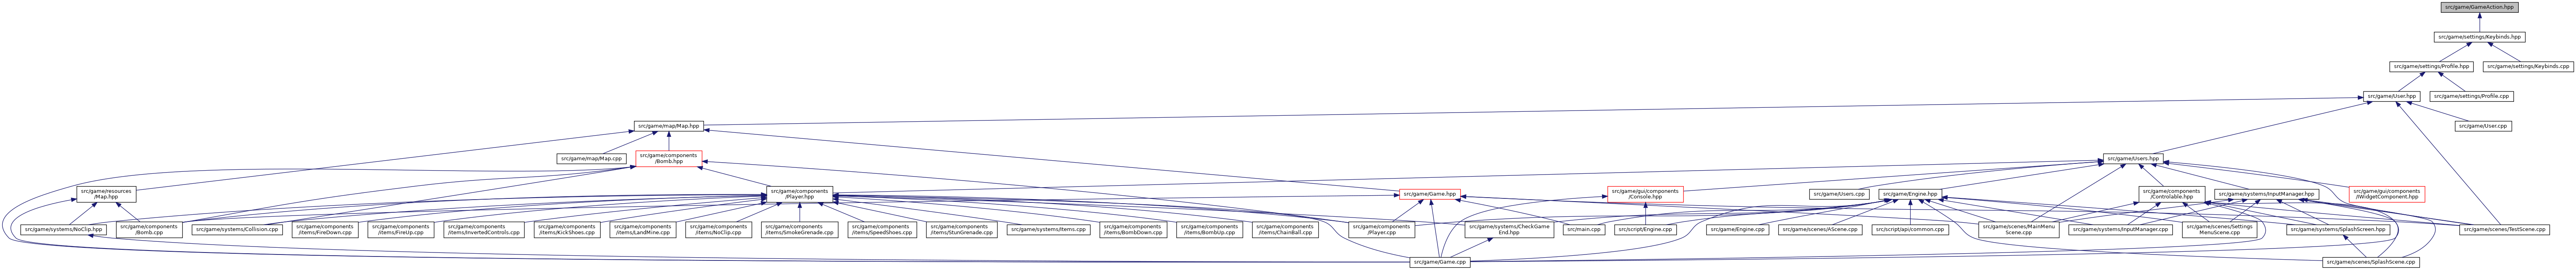 src/game/GameAction.hpp
src/game/settings/Keybinds.hpp
src/game/settings/Profile.hpp
src/game/settings/Keybinds.cpp
src/game/User.hpp
src/game/settings/Profile.cpp
src/game/map/Map.hpp
src/game/User.cpp
src/game/map/Map.cpp
src/game/components
/Bomb.hpp
src/game/Users.hpp
src/game/resources
/Map.hpp
src/game/components
/Player.hpp
src/game/Game.hpp
src/game/gui/components
/Console.hpp
src/game/Users.cpp
src/game/Engine.hpp
src/game/components
/Controlable.hpp
src/game/systems/InputManager.hpp
src/game/gui/components
/WidgetComponent.hpp
src/game/systems/NoClip.hpp
src/game/components
/Bomb.cpp
src/game/systems/Collision.cpp
src/game/components
/items/FireDown.cpp
src/game/components
/items/FireUp.cpp
src/game/components
/items/InvertedControls.cpp
src/game/components
/items/KickShoes.cpp
src/game/components
/items/LandMine.cpp
src/game/components
/items/NoClip.cpp
src/game/components
/items/SmokeGrenade.cpp
src/game/components
/items/SpeedShoes.cpp
src/game/components
/items/StunGrenade.cpp
src/game/systems/Items.cpp
src/game/components
/items/BombDown.cpp
src/game/components
/items/BombUp.cpp
src/game/components
/items/ChainBall.cpp
src/game/components
/Player.cpp
src/game/systems/CheckGame
End.hpp
src/main.cpp
src/script/Engine.cpp
src/game/Engine.cpp
src/game/scenes/AScene.cpp
src/script/api/common.cpp
src/game/scenes/MainMenu
Scene.cpp
src/game/systems/InputManager.cpp
src/game/scenes/Settings
MenuScene.cpp
src/game/systems/SplashScreen.hpp
src/game/scenes/TestScene.cpp
src/game/Game.cpp
src/game/scenes/SplashScene.cpp